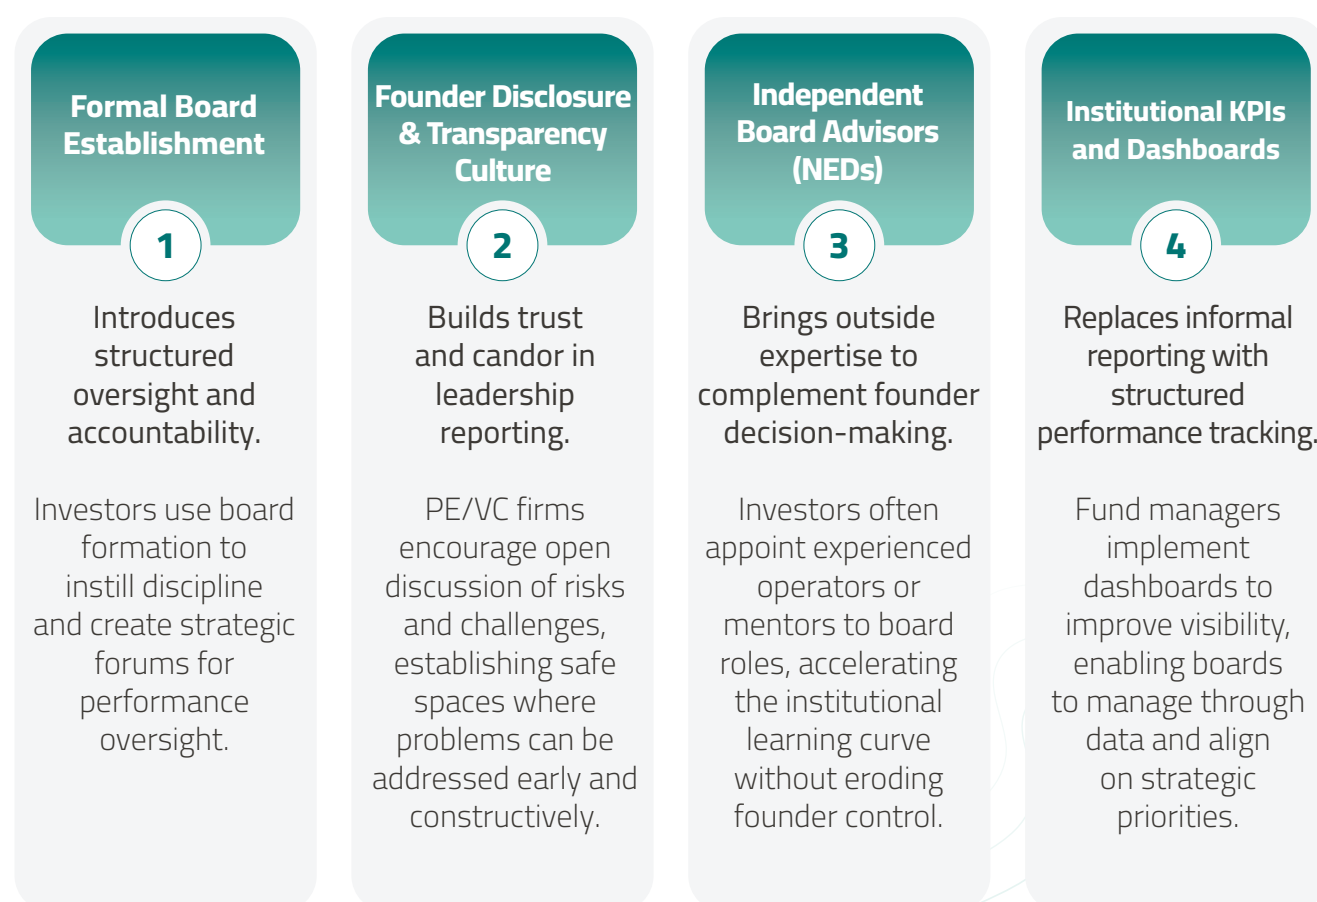 Formal Board
Establishment
1
Introduces
structured
oversight and
accountability.
Investors use board
formation to
instill discipline
and create strategic
forums for
performance
oversight.
Founder Disclosure
& Transparency
Culture
2
Builds trust
and candor in
leadership
reporting.
PE/VC firms
encourage open
discussion of risks
and challenges,
establishing safe
spaces where
problems can be
addressed early and
constructively.
Independent
Board Advisors
(NEDs)
3
Brings outside
expertise to
complement founder
decision-making.
Investors often
appoint experienced
operators or
mentors to board
roles, accelerating
the institutional
learning curve
without eroding
founder control.
Institutional KPIs
and Dashboards
4
Replaces informal
reporting with
structured
performance tracking.
Fund managers
implement
dashboards to
improve visibility,
enabling boards
to manage through
data and align
on strategic
priorities.